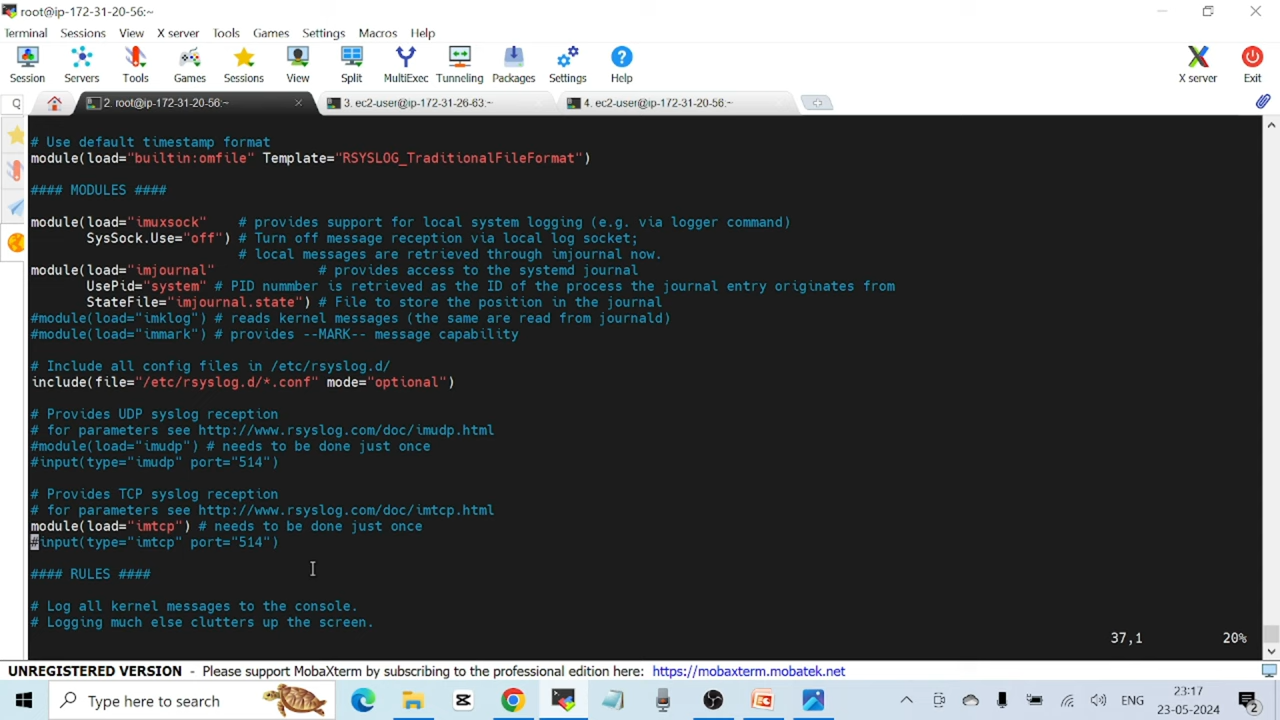 root@ip-172-31-20-56:~
Terminal Sessions View X server Tools Games Settings Macros Help
Session Servers Tools Games Sessions View Split MultiExec Tunneling Packages Settings Help X server Exit
2. root@ip-172-31-20-56:~ 3. ec2-user@ip-172-31-26-63:~ 4. ec2-user@ip-172-31-20-56:~
# Use default timestamp format
module(load="builtin:omfile" Template="RSYSLOG_TraditionalFileFormat")
#### MODULES ####
module(load="imuxsock" # provides support for local system logging (e.g. via logger command)
SysSock.Use="off") # Turn off message reception via local log socket;
# local messages are retrieved through imjournal now.
module(load="imjournal" # provides access to the systemd journal
UsePid="system" # PID nummber is retrieved as the ID of the process the journal entry originates from
StateFile="imjournal.state") # File to store the position in the journal
#module(load="imklog") # reads kernel messages (the same are read from journald)
#module(load="immark") # provides --MARK-- message capability
# Include all config files in /etc/rsyslog.d/
include(file="/etc/rsyslog.d/*.conf" mode="optional")
# Provides UDP syslog reception
# for parameters see http://www.rsyslog.com/doc/imudp.html
#module(load="imudp") # needs to be done just once
#input(type="imudp" port="514")
# Provides TCP syslog reception
# for parameters see http://www.rsyslog.com/doc/imtcp.html
module(load="imtcp") # needs to be done just once
#input(type="imtcp" port="514")
#### RULES ####
# Log all kernel messages to the console.
# Logging much else clutters up the screen.
37,1 20%
UNREGISTERED VERSION - Please support MobaXterm by subscribing to the professional edition here: https://mobaxterm.mobatek.net
Type here to search
ENG
23:17
23-05-2024
2